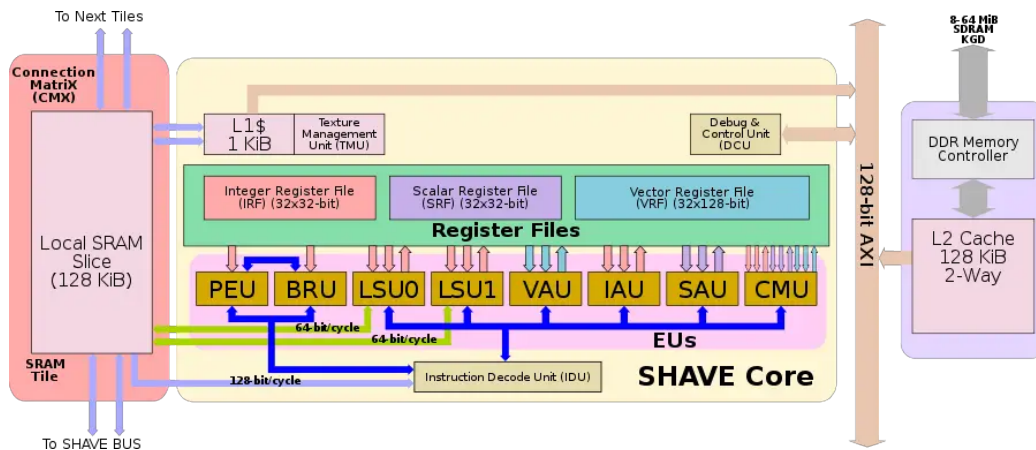 To Next Tiles
8-64 MiB
SDRAM
KGD
Connection
MatriX
(CMX)
L1$
1 KiB
Texture
Management
Unit (TMU)
Debug &
Control Unit
(DCU
DDR Memory
Controller
Integer Register File
(IRF) (32x32-bit)
Scalar Register File
(SRF) (32x32-bit)
Vector Register File
(VRF) (32x128-bit)
Register Files
128-bit AXI
Local SRAM
Slice
(128 KiB)
L2 Cache
128 KiB
2-Way
PEU
BRU
LSU0
LSU1
VAU
IAU
SAU
CMU
64-bit/cycle
64-bit/cycle
EUs
SRAM
Tile
128-bit/cycle
Instruction Decode Unit (IDU)
SHAVE Core
To SHAVE BUS